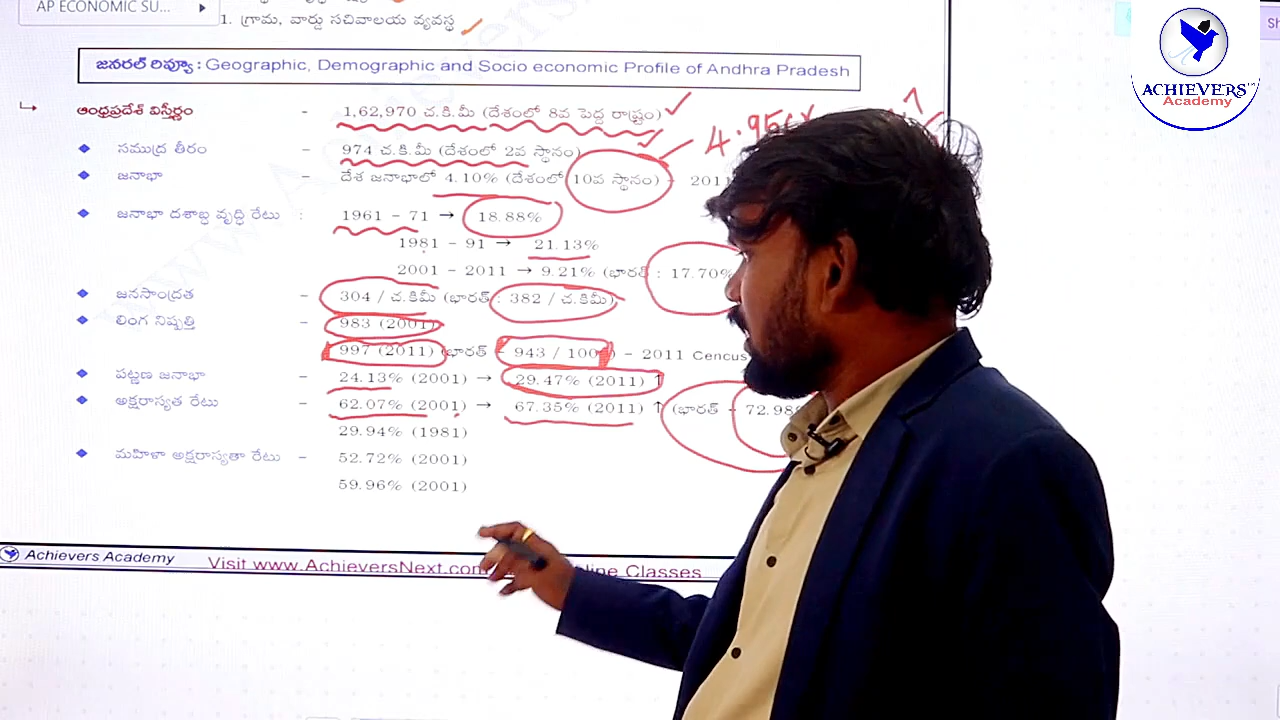 AP ECONOMIC SU...
1. గ్రామ, వార్డు సచివాలయ వ్యవస్థ
జనరల్ రివ్యూ : Geographic, Demographic and Socio economic Profile of Andhra Pradesh
ఆంధ్రప్రదేశ్ విస్తీర్ణం - 1,62,970 చ.కి.మీ (దేశంలో 8వ పెద్ద రాష్ట్రం)
4.95
సముద్ర తీరం - 974 చ.కి.మీ (దేశంలో 2వ స్థానం)
జనాభా - దేశ జనాభాలో 4.10% (దేశంలో 10వ స్థానం) - 2011
జనాభా దశాబ్ద వృద్ధి రేటు : 1961 - 71 → 18.88%
1981 - 91 → 21.13%
2001 - 2011 → 9.21% (భారత్ : 17.70%
జనసాంద్రత - 304 / చ.కిమీ (భారత్ : 382 / చ.కిమీ)
లింగ నిష్పత్తి - 983 (2001)
997 (2011) (భారత్ - 943 / 1000) - 2011 Cencus
పట్టణ జనాభా - 24.13% (2001) → 29.47% (2011) ↑
అక్షరాస్యత రేటు - 62.07% (2001) → 67.35% (2011) ↑ (భారత్ - 72.98%
29.94% (1981)
మహిళా అక్షరాస్యతా రేటు - 52.72% (2001)
59.96% (2001)
Achievers Academy
Visit www.AchieversNext.com Classes
ACHIEVERS™
Academy
Sh